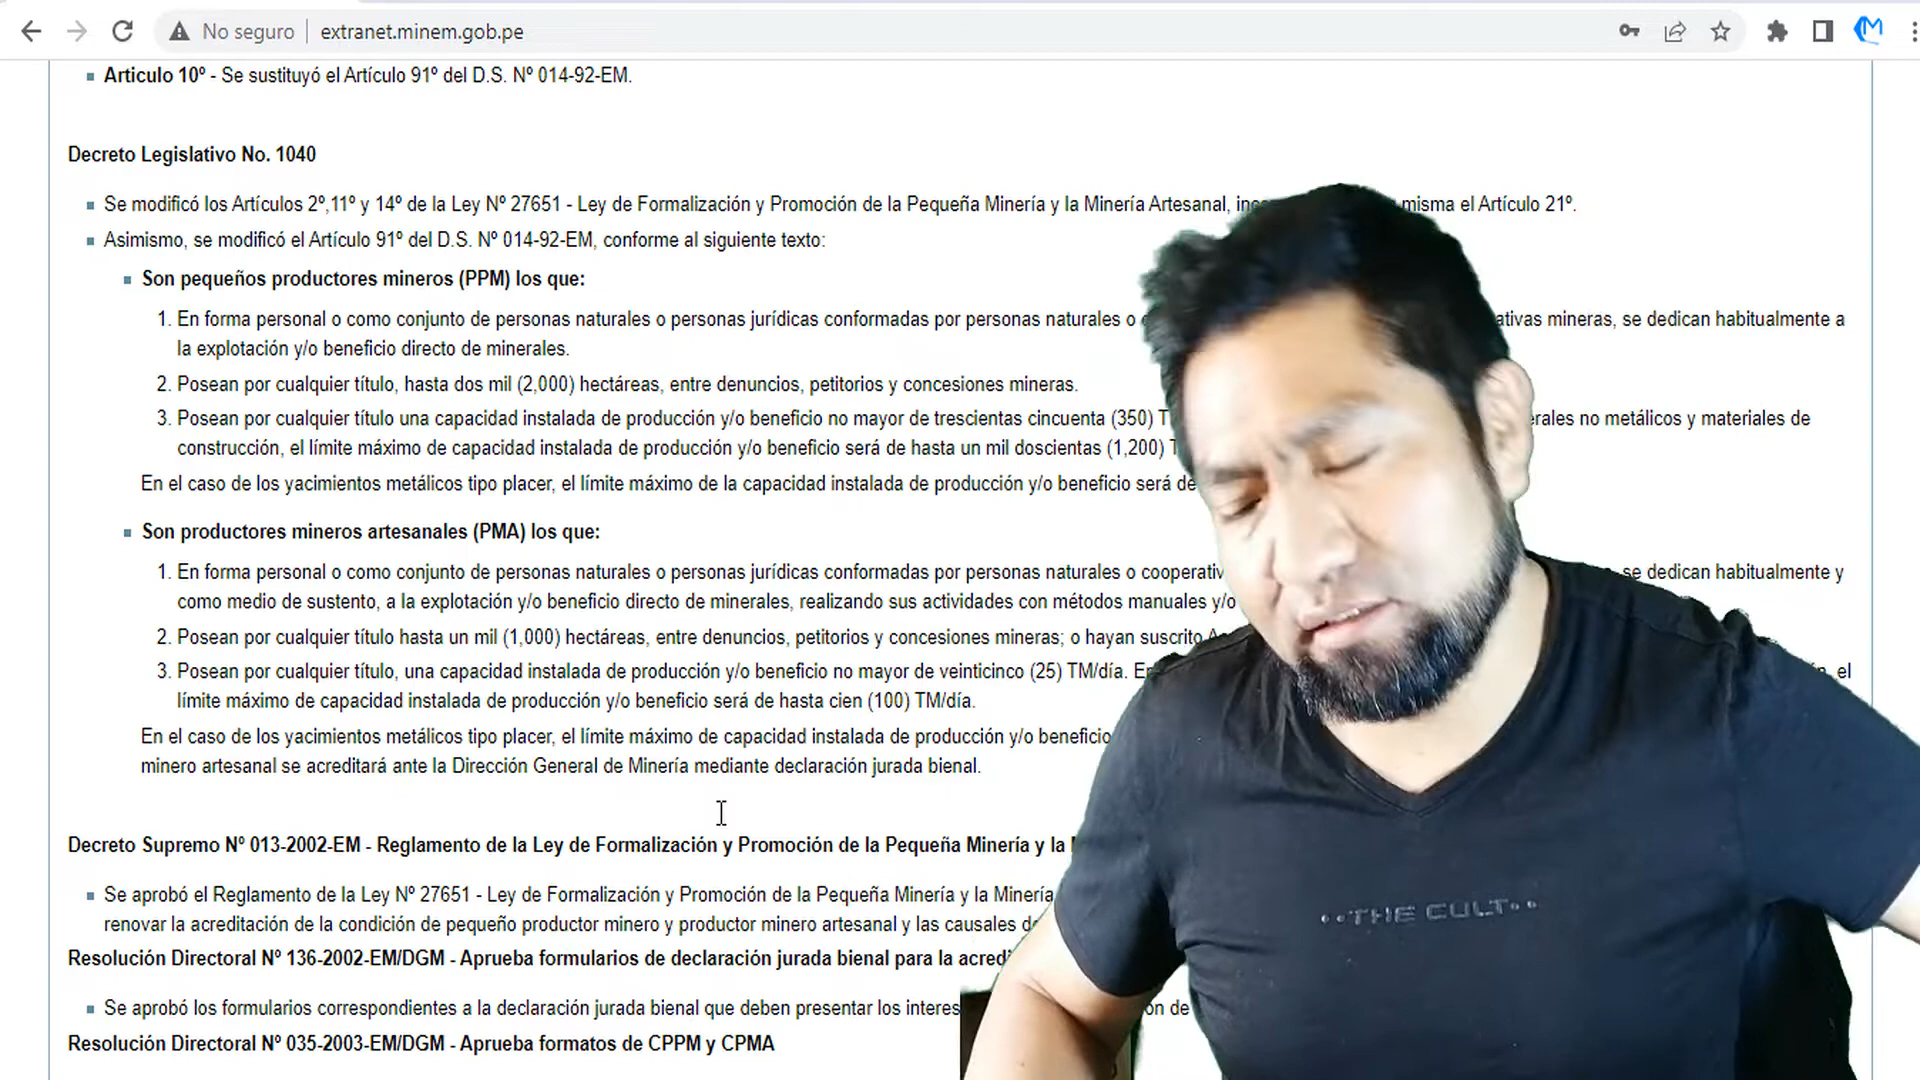 No seguro
extranet.minem.gob.pe
Articulo 10º - Se sustituyó el Artículo 91º del D.S. Nº 014-92-EM.
Decreto Legislativo No. 1040
Se modificó los Artículos 2º,11º y 14º de la Ley Nº 27651 - Ley de Formalización y Promoción de la Pequeña Minería y la Minería Artesanal, misma el Artículo 21º.
Asimismo, se modificó el Artículo 91º del D.S. Nº 014-92-EM, conforme al siguiente texto:
Son pequeños productores mineros (PPM) los que:
1. En forma personal o como conjunto de personas naturales o personas jurídicas conformadas por personas naturales o mineras, se dedican habitualmente a
la explotación y/o beneficio directo de minerales.
2. Posean por cualquier título, hasta dos mil (2,000) hectáreas, entre denuncios, petitorios y concesiones mineras.
3. Posean por cualquier título una capacidad instalada de producción y/o beneficio no mayor de trescientas cincuenta (350) no metálicos y materiales de
construcción, el límite máximo de capacidad instalada de producción y/o beneficio será de hasta un mil doscientas (1,200)
En el caso de los yacimientos metálicos tipo placer, el límite máximo de la capacidad instalada de producción y/o beneficio será de
Son productores mineros artesanales (PMA) los que:
1. En forma personal o como conjunto de personas naturales o personas jurídicas conformadas por personas naturales o se dedican habitualmente y
como medio de sustento, a la explotación y/o beneficio directo de minerales, realizando sus actividades con métodos manuales y/o
2. Posean por cualquier título hasta un mil (1,000) hectáreas, entre denuncios, petitorios y concesiones mineras; o hayan suscrito
3. Posean por cualquier título, una capacidad instalada de producción y/o beneficio no mayor de veinticinco (25) TM/día. el
límite máximo de capacidad instalada de producción y/o beneficio será de hasta cien (100) TM/día.
En el caso de los yacimientos metálicos tipo placer, el límite máximo de capacidad instalada de producción y/o beneficio
minero artesanal se acreditará ante la Dirección General de Minería mediante declaración jurada bienal.
Decreto Supremo Nº 013-2002-EM - Reglamento de la Ley de Formalización y Promoción de la Pequeña Minería y la
Se aprobó el Reglamento de la Ley Nº 27651 - Ley de Formalización y Promoción de la Pequeña Minería y la Minería
renovar la acreditación de la condición de pequeño productor minero y productor minero artesanal y las causales
Resolución Directoral Nº 136-2002-EM/DGM - Aprueba formularios de declaración jurada bienal para la
Se aprobó los formularios correspondientes a la declaración jurada bienal que deben presentar los de
Resolución Directoral Nº 035-2003-EM/DGM - Aprueba formatos de CPPM y CPMA
••THE CULT••